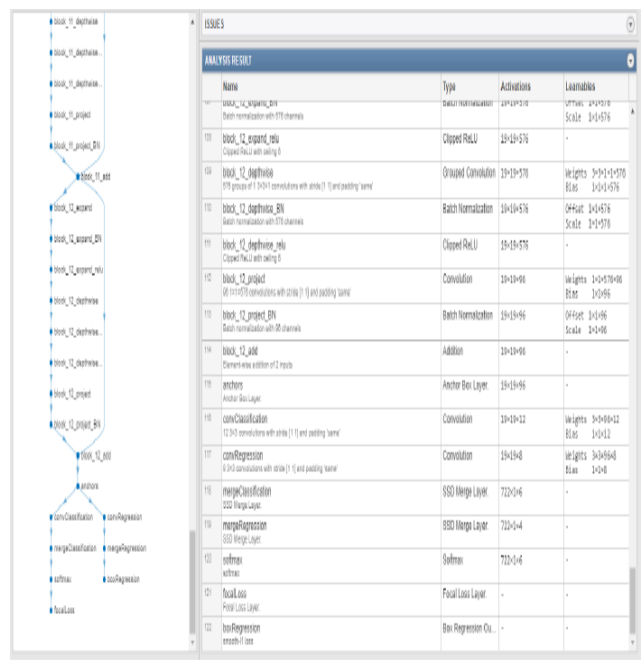 block_11_depthwise
block_11_depthwise...
block_11_depthwise...
block_11_project
block_11_project_BN
block_11_add
block_12_expand
block_12_expand_BN
block_12_expand_relu
block_12_depthwise
block_12_depthwise...
block_12_depthwise...
block_12_project
block_12_project_BN
block_12_add
anchors
convClassification convRegression
mergeClassification mergeRegression
softmax boxRegression
focalLoss
ISSUES
ANALYSIS RESULT
Name Type Activations Learnables
block_12_expand_BN Batch Normalization 19×19×576 Offset 1×1×576
Batch normalization with 576 channels Scale 1×1×576
108 block_12_expand_relu Clipped ReLU 19×19×576 -
Clipped ReLU with ceiling 6
109 block_12_depthwise Grouped Convolution 19×19×576 Weights 3×3×1×1×576
576 groups of 1 3×3×1 convolutions with stride [1 1] and padding 'same' Bias 1×1×1×576
110 block_12_depthwise_BN Batch Normalization 19×19×576 Offset 1×1×576
Batch normalization with 576 channels Scale 1×1×576
111 block_12_depthwise_relu Clipped ReLU 19×19×576 -
Clipped ReLU with ceiling 6
112 block_12_project Convolution 19×19×96 Weights 1×1×576×96
96 1×1×576 convolutions with stride [1 1] and padding 'same' Bias 1×1×96
113 block_12_project_BN Batch Normalization 19×19×96 Offset 1×1×96
Batch normalization with 96 channels Scale 1×1×96
114 block_12_add Addition 19×19×96 -
Element-wise addition of 2 inputs
115 anchors Anchor Box Layer. 19×19×96 -
Anchor Box Layer.
116 convClassification Convolution 19×19×12 Weights 3×3×96×12
12 3×3 convolutions with stride [1 1] and padding 'same' Bias 1×1×12
117 convRegression Convolution 19×19×8 Weights 3×3×96×8
8 3×3 convolutions with stride [1 1] and padding 'same' Bias 1×1×8
118 mergeClassification SSD Merge Layer. 722×1×6 -
SSD Merge Layer.
119 mergeRegression SSD Merge Layer. 722×1×4 -
SSD Merge Layer.
120 softmax Softmax 722×1×6 -
softmax
121 focalLoss Focal Loss Layer. - -
Focal Loss Layer.
122 boxRegression Box Regression Ou... - -
smooth-l1 loss